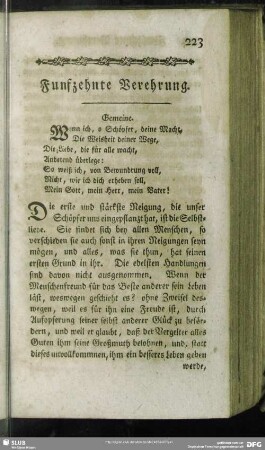 223
Funfzehnte Verehrung.
Gemeine.
Wenn ich, o Schöpfer, deine Macht,
Die Weisheit deiner Wege,
Die Liebe, die für alle wacht,
Anbetend überlege:
So weiß ich, von Bewundrung voll,
Nicht, wie ich dich erheben soll,
Mein Gott, mein Herr, mein Vater!
Die erste und stärkste Neigung, die unser
Schöpfer uns eingepflanzt hat, ist die Selbst-
liebe. Sie findet sich bey allen Menschen, so
verschieden sie auch sonst in ihren Neigungen seyn
mögen, und alles, was sie thun, hat seinen
ersten Grund in ihr. Die edelsten Handlungen
sind davon nicht ausgenommen. Wenn der
Menschenfreund für das Beste anderer sein Leben
läßt, weswegen geschieht es? ohne Zweifel des-
wegen, weil es für ihn eine Freude ist, durch
Aufopferung seiner selbst anderer Glück zu beför-
dern, und weil er glaubt, daß der Vergelter alles
Guten ihm seine Großmuth belohnen, und, statt
dieses unvollkommnen, ihm ein besseres Leben geben
werde,
SLUB
DFG